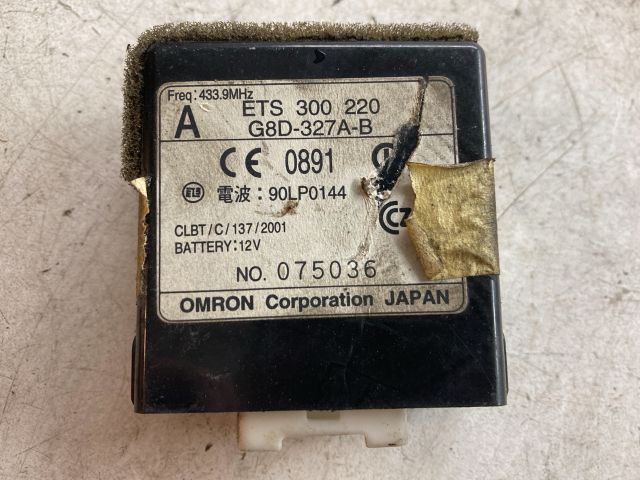 Freq: 433.9MHz
A
ETS 300 220
G8D-327A-B
CE 0891
電波 : 90LP0144
CLBT/C/137/2001
BATTERY:12V
NO. 075036
OMRON Corporation JAPAN